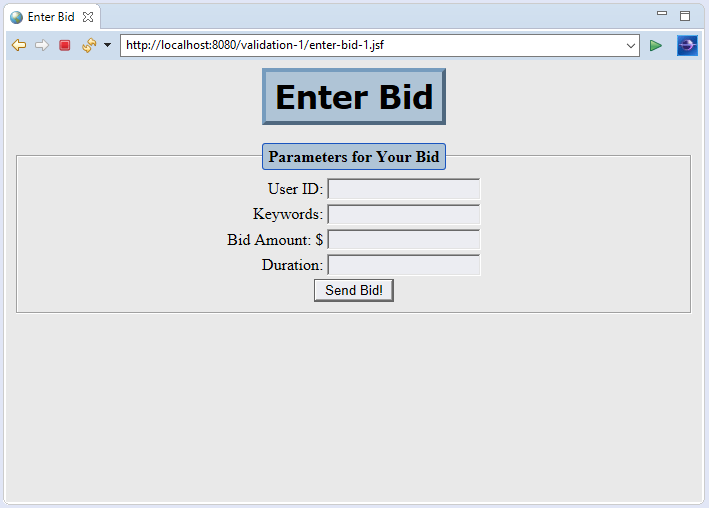 Enter Bid
http://localhost:8080/validation-1/enter-bid-1.jsf
Enter Bid
Parameters for Your Bid
User ID:
Keywords:
Bid Amount: $
Duration:
Send Bid!